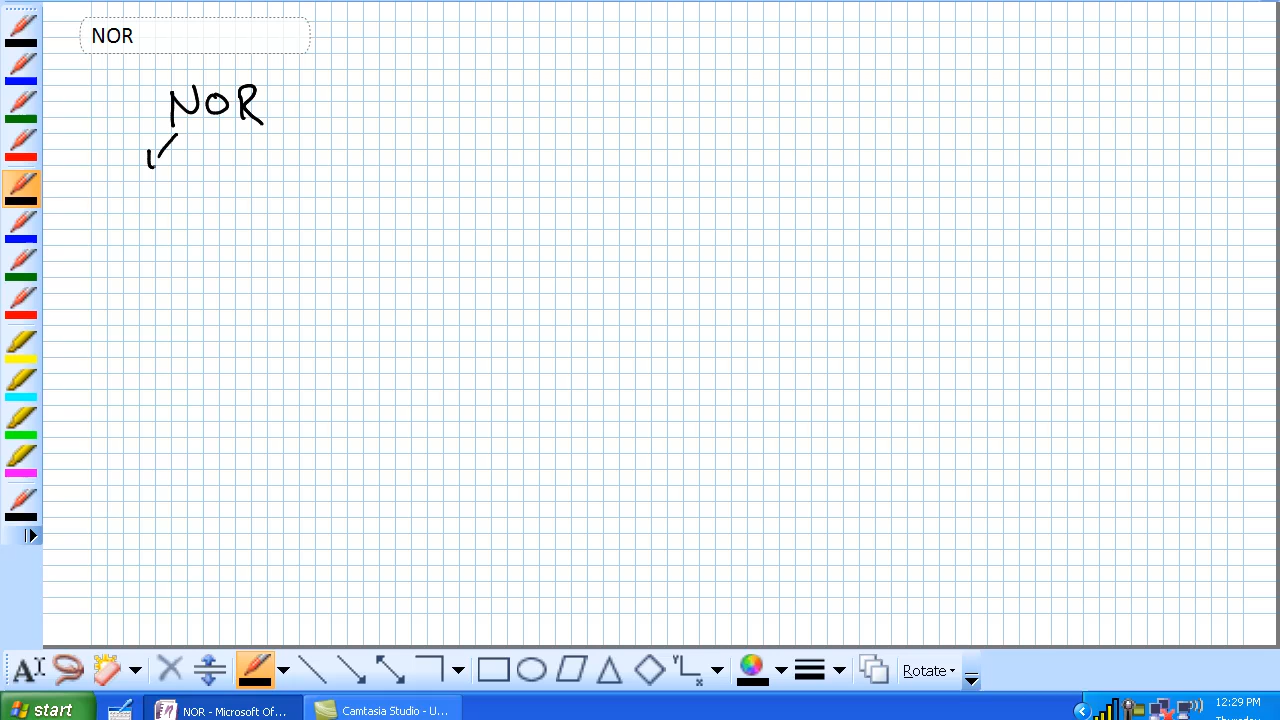 NOR
NOR
Rotate
start
NOR - Microsoft Of...
Camtasia Studio - U...
12:29 PM